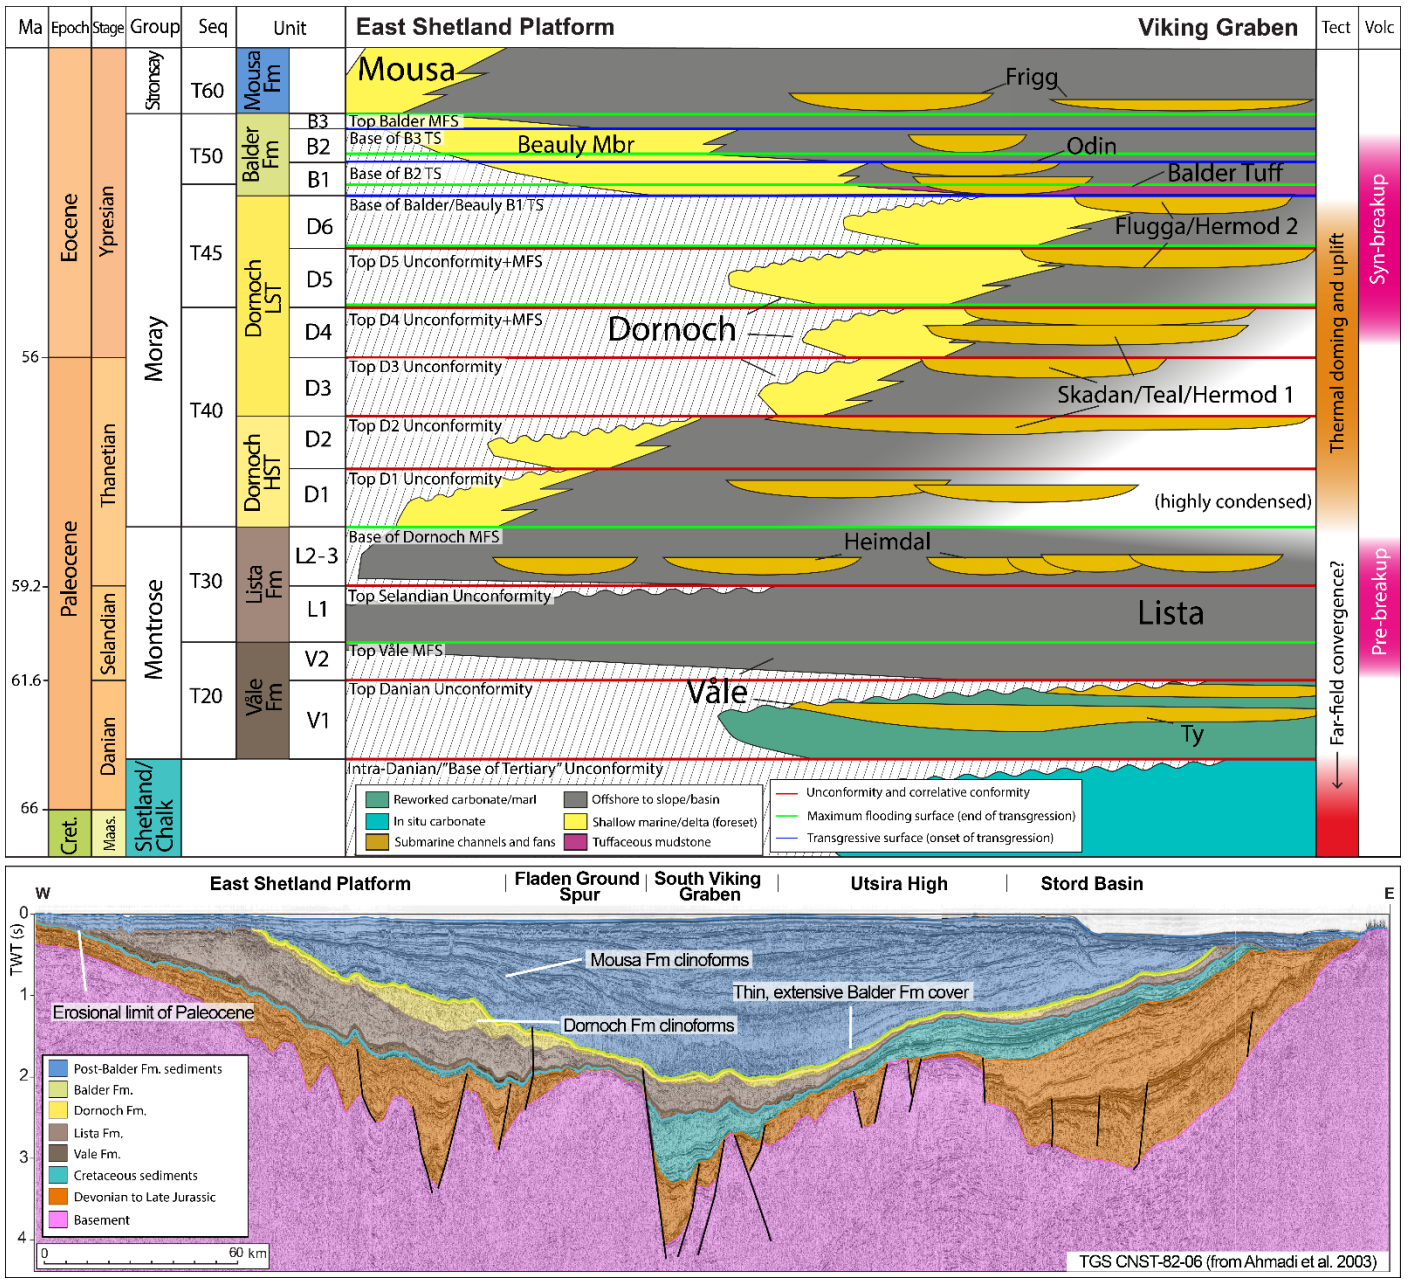 Ma Epoch Stage Group Seq Unit East Shetland Platform Viking Graben Tect Volc
Eocene
Paleocene
Cret.
56
59.2
61.6
66
Ypresian
Thanetian
Selandian
Danian
Maas.
Stronsay
Moray
Montrose
Shetland/
Chalk
T60
T50
T45
T40
T30
T20
Mousa
Fm
Balder
Fm
Dornoch
LST
Dornoch
HST
Lista
Fm
Våle
Fm
B3
B2
B1
D6
D5
D4
D3
D2
D1
L2-3
L1
V2
V1
Mousa
Frigg
Top Balder MFS
Base of B3 TS
Beauly Mbr
Odin
Base of B2 TS
Balder Tuff
Base of Balder/Beauly B1 TS
Flugga/Hermod 2
Top D5 Unconformity+MFS
Top D4 Unconformity+MFS
Dornoch
Top D3 Unconformity
Skadan/Teal/Hermod 1
Top D2 Unconformity
Top D1 Unconformity
(highly condensed)
Base of Dornoch MFS
Heimdal
Top Selandian Unconformity
Lista
Top Våle MFS
Top Danian Unconformity
Våle
Ty
Intra-Danian/"Base of Tertiary" Unconformity
Reworked carbonate/marl
In situ carbonate
Submarine channels and fans
Offshore to slope/basin
Shallow marine/delta (foreset)
Tuffaceous mudstone
Unconformity and correlative conformity
Maximum flooding surface (end of transgression)
Transgressive surface (onset of transgression)
Thermal doming and uplift
Far-field convergence?
Syn-breakup
Pre-breakup
East Shetland Platform
Fladen Ground
Spur
South Viking
Graben
Utsira High
Stord Basin
W
E
TWT (s)
0
1
2
3
4
Mousa Fm clinoforms
Thin, extensive Balder Fm cover
Erosional limit of Paleocene
Dornoch Fm clinoforms
Post-Balder Fm. sediments
Balder Fm.
Dornoch Fm.
Lista Fm.
Vale Fm.
Cretaceous sediments
Devonian to Late Jurassic
Basement
0 60 km
TGS CNST-82-06 (from Ahmadi et al. 2003)